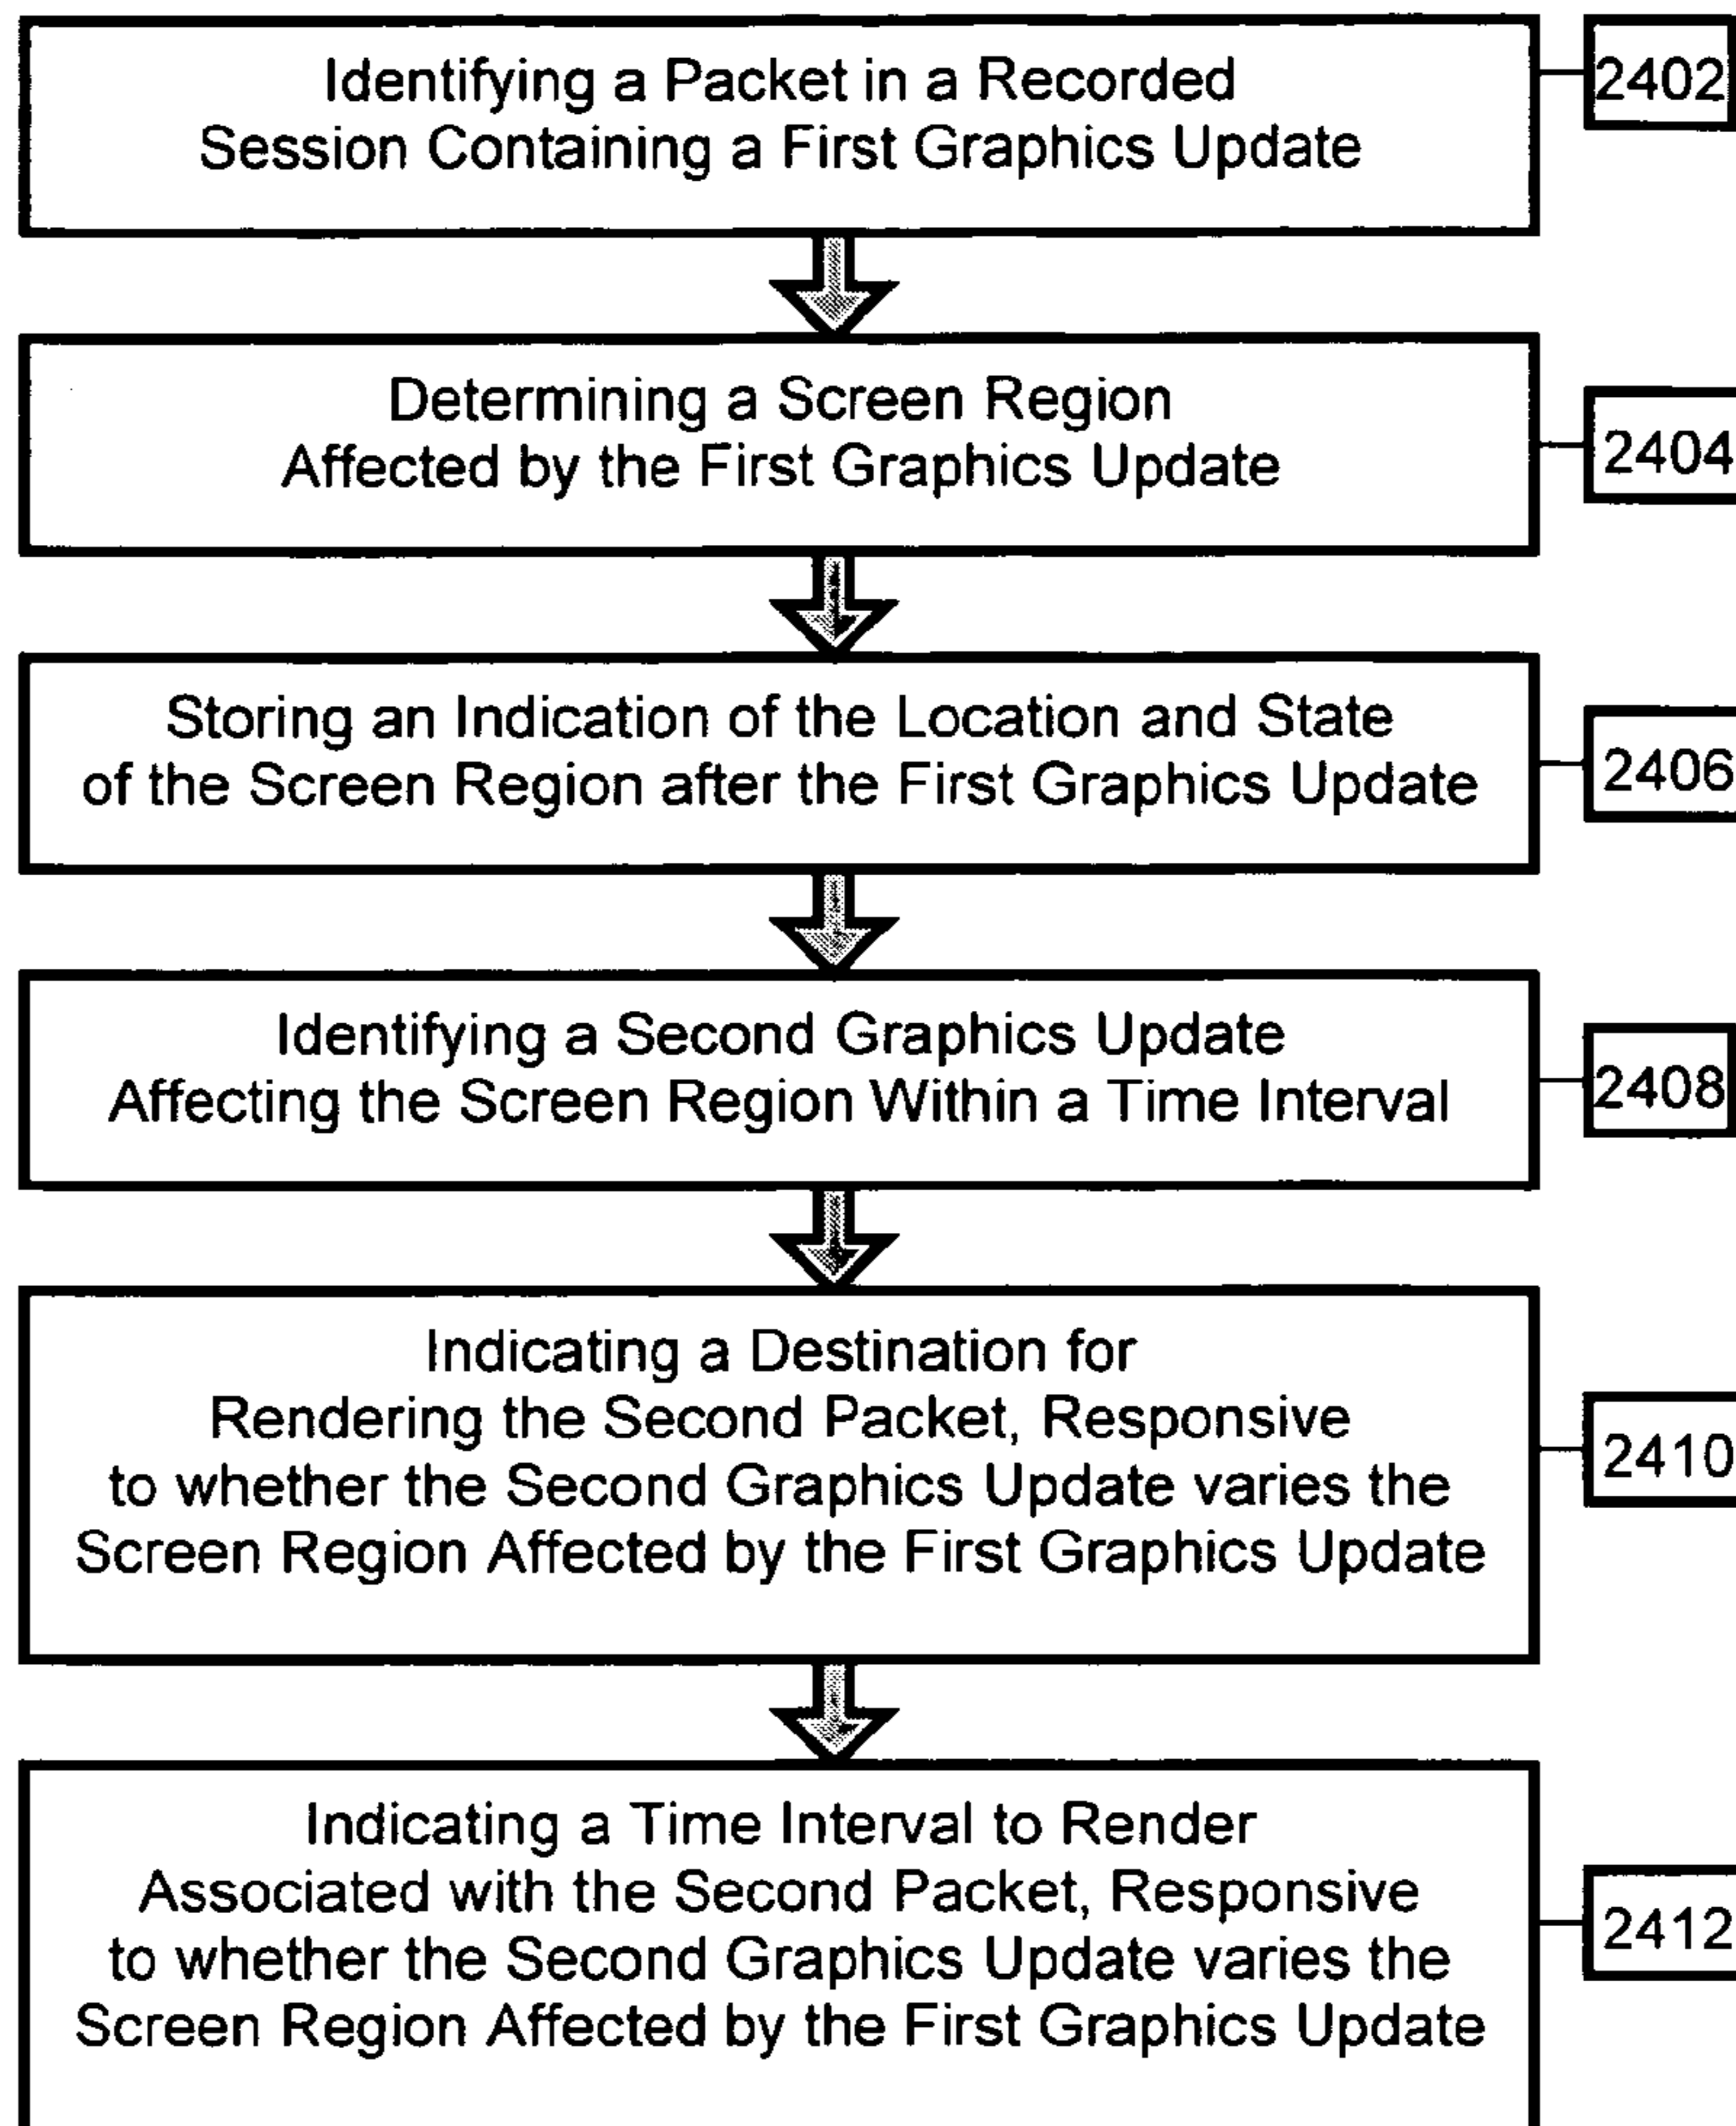 Identifying a Packet in a Recorded
Session Containing a First Graphics Update
2402
Determining a Screen Region
Affected by the First Graphics Update
2404
Storing an Indication of the Location and State
of the Screen Region after the First Graphics Update
2406
Identifying a Second Graphics Update
Affecting the Screen Region Within a Time Interval
2408
Indicating a Destination for
Rendering the Second Packet, Responsive
to whether the Second Graphics Update varies the
Screen Region Affected by the First Graphics Update
2410
Indicating a Time Interval to Render
Associated with the Second Packet, Responsive
to whether the Second Graphics Update varies the
Screen Region Affected by the First Graphics Update
2412